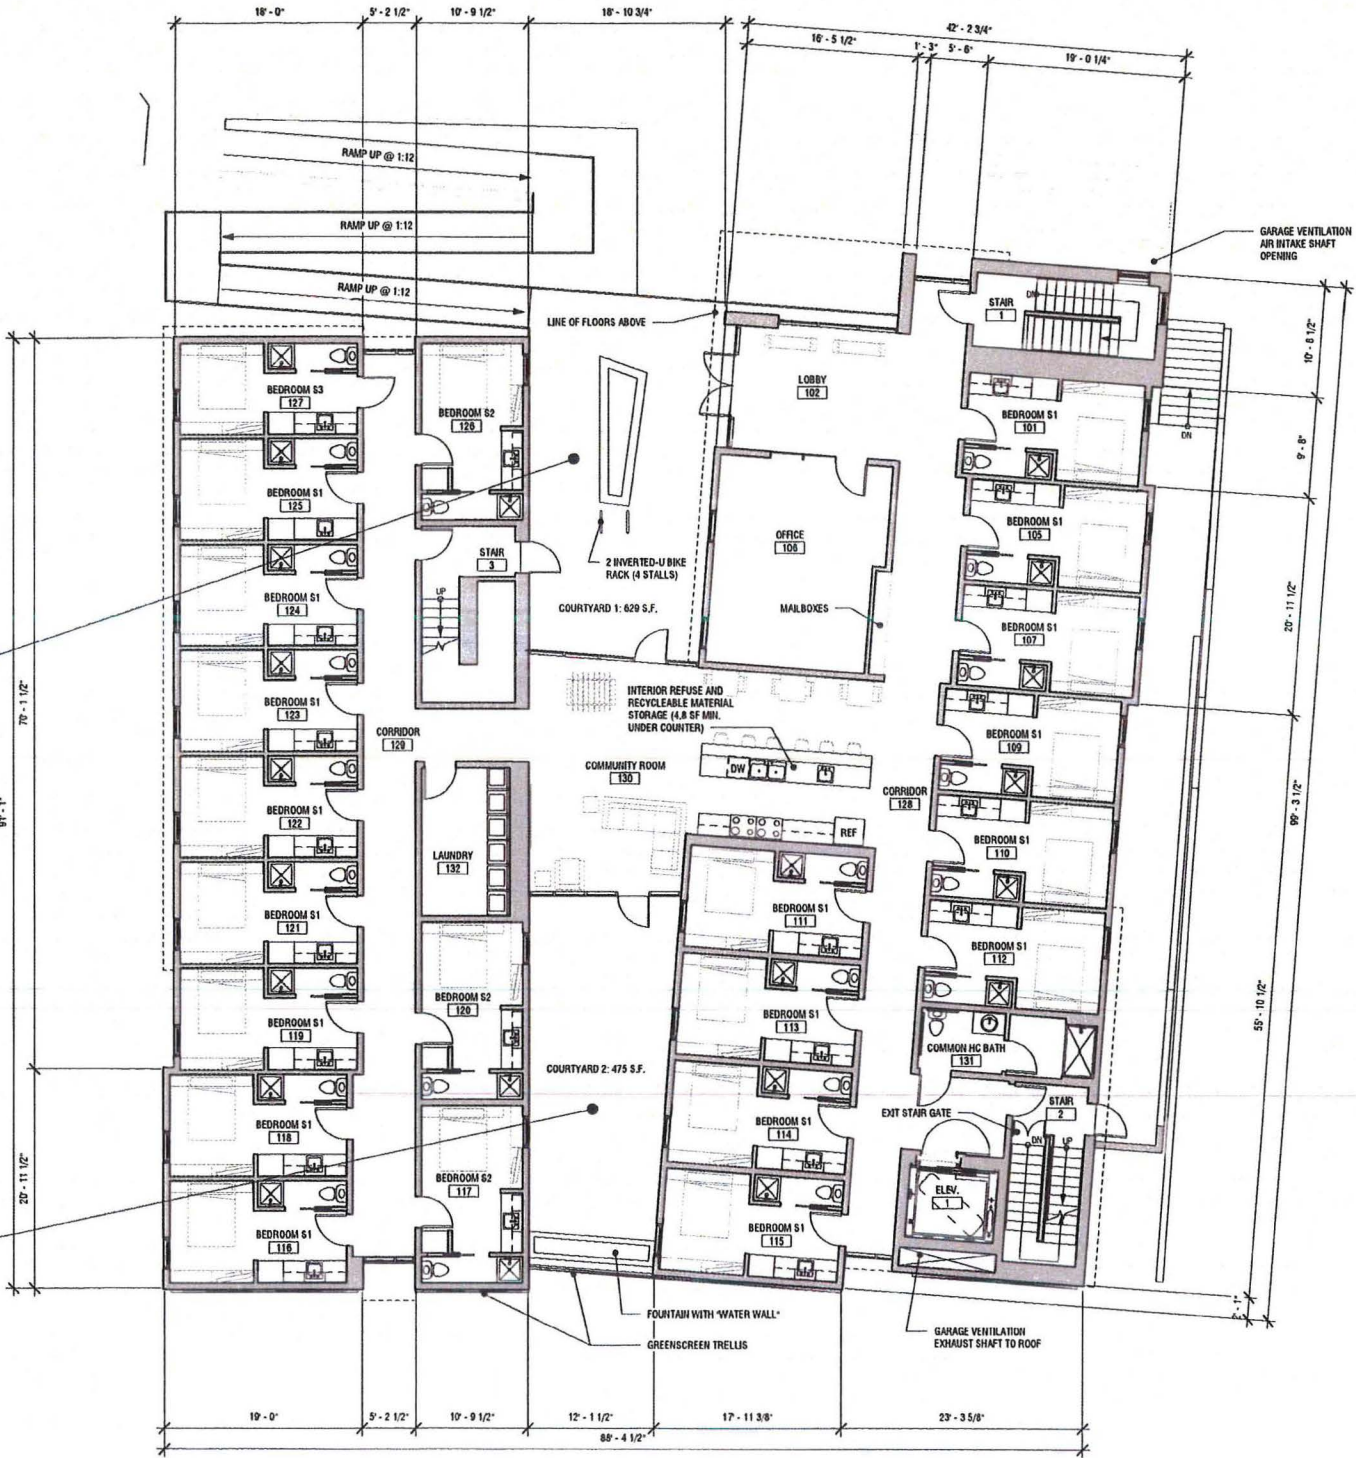 18' - 0"
5' - 2 1/2"
10' - 9 1/2"
18' - 10 3/4"
42' - 2 3/4"
16' - 5 1/2"
1' - 3"
5' - 6"
19' - 0 1/4"
RAMP UP @ 1:12
RAMP UP @ 1:12
RAMP UP @ 1:12
GARAGE VENTILATION
AIR INTAKE SHAFT
OPENING
LINE OF FLOORS ABOVE
STAIR
1
DN
10' - 8 1/2"
LOBBY
102
BEDROOM S3
127
BEDROOM S2
126
BEDROOM S1
101
DN
9' - 8"
BEDROOM S1
125
BEDROOM S1
105
OFFICE
106
STAIR
3
UP
2 INVERTED-U BIKE
RACK (4 STALLS)
BEDROOM S1
124
COURTYARD 1: 629 S.F.
MAILBOXES
BEDROOM S1
107
20' - 11 1/2"
70' - 1 1/2"
91' - 1"
BEDROOM S1
123
INTERIOR REFUSE AND
RECYCLEABLE MATERIAL
STORAGE (4.8 SF MIN.
UNDER COUNTER)
CORRIDOR
129
BEDROOM S1
109
COMMUNITY ROOM
130
DW
CORRIDOR
128
99' - 3 1/2"
BEDROOM S1
122
REF
BEDROOM S1
110
LAUNDRY
132
BEDROOM S1
121
BEDROOM S1
111
BEDROOM S1
112
BEDROOM S2
120
BEDROOM S1
119
BEDROOM S1
113
55' - 10 1/2"
COMMON HC BATH
131
COURTYARD 2: 475 S.F.
BEDROOM S1
118
BEDROOM S1
114
EXIT STAIR GATE
STAIR
2
DN
UP
20' - 11 1/2"
BEDROOM S2
117
ELEV.
1
BEDROOM S1
116
BEDROOM S1
115
2' - 1"
FOUNTAIN WITH "WATER WALL"
GREENSCREEN TRELLIS
GARAGE VENTILATION
EXHAUST SHAFT TO ROOF
19' - 0"
5' - 2 1/2"
10' - 9 1/2"
12' - 1 1/2"
17' - 11 3/8"
23' - 3 5/8"
88' - 4 1/2"